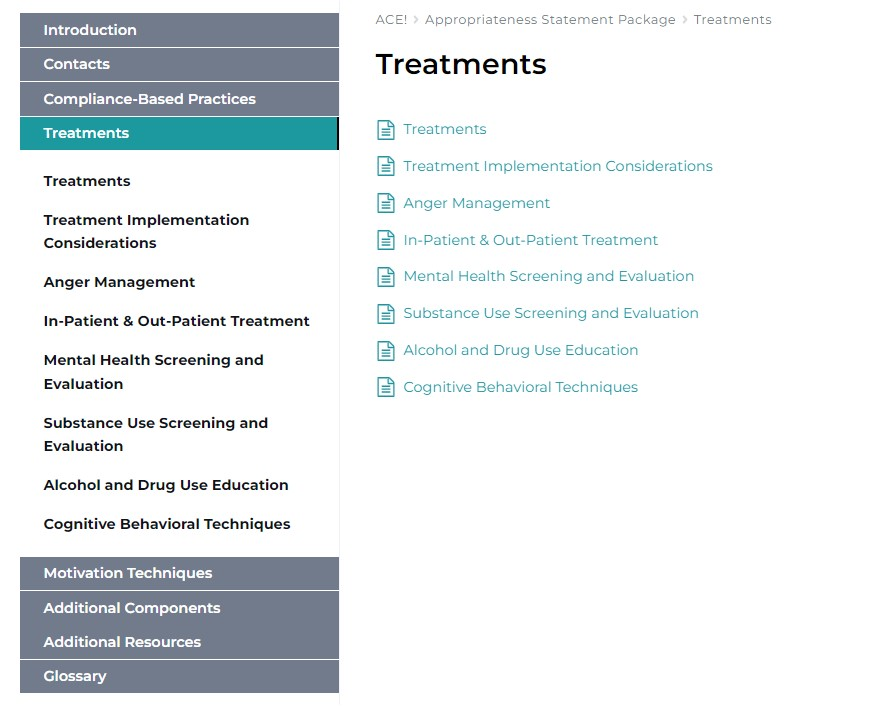 Introduction
Contacts
Compliance-Based Practices
Treatments
Treatments
Treatment Implementation
Considerations
Anger Management
In-Patient & Out-Patient Treatment
Mental Health Screening and
Evaluation
Substance Use Screening and
Evaluation
Alcohol and Drug Use Education
Cognitive Behavioral Techniques
Motivation Techniques
Additional Components
Additional Resources
Glossary
ACE! › Appropriateness Statement Package › Treatments
Treatments
Treatments
Treatment Implementation Considerations
Anger Management
In-Patient & Out-Patient Treatment
Mental Health Screening and Evaluation
Substance Use Screening and Evaluation
Alcohol and Drug Use Education
Cognitive Behavioral Techniques